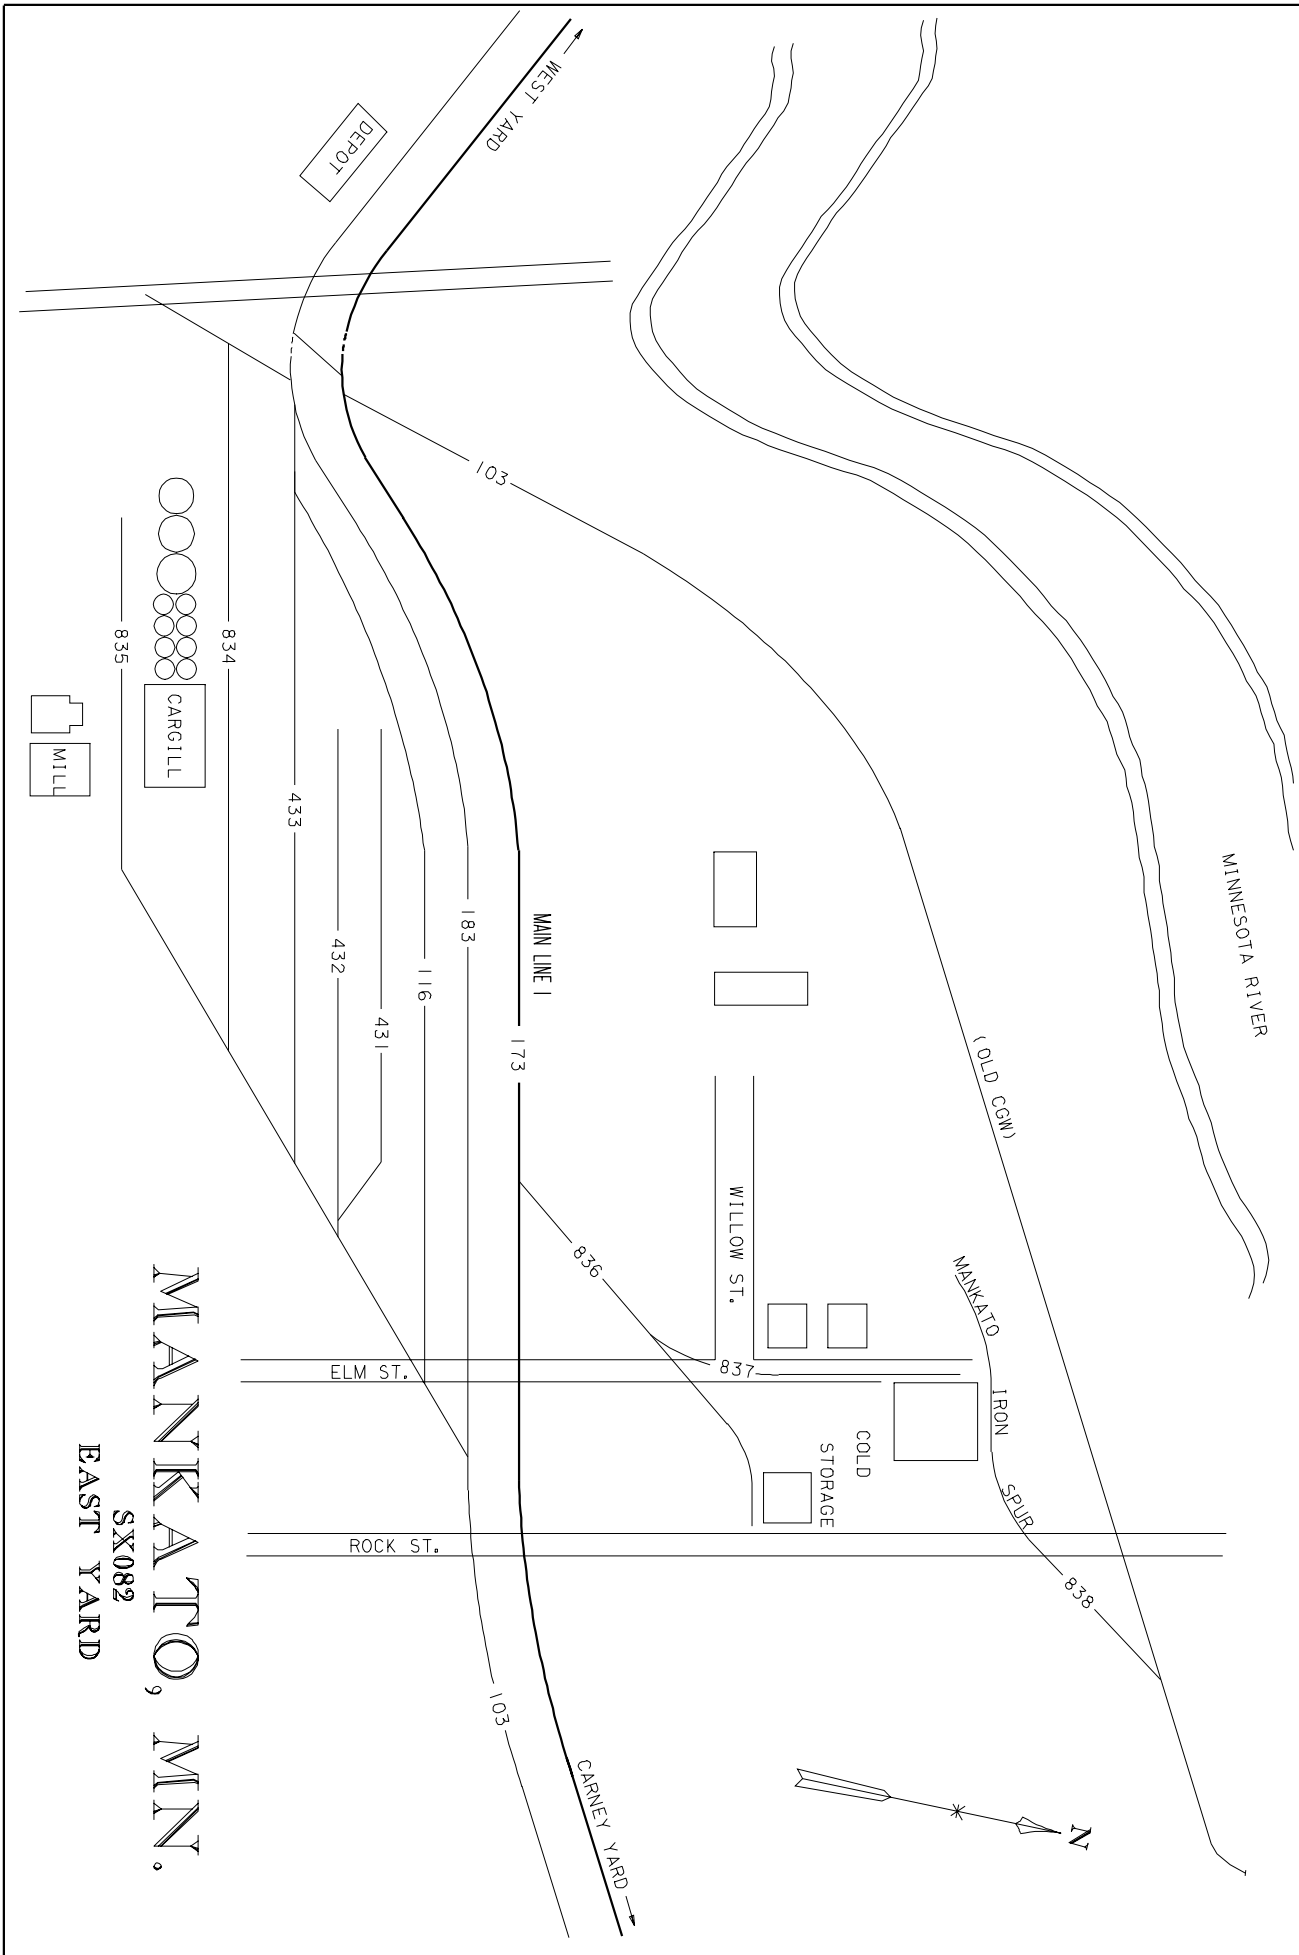 MINNESOTA RIVER
WEST YARD
DEPOT
103
(OLD CGW)
MAIN LINE 1
173
183
116
431
432
433
834
835
CARGILL
MILL
WILLOW ST.
836
837
ELM ST.
MANKATO IRON SPUR
838
COLD
STORAGE
ROCK ST.
103
CARNEY YARD
N
MANKATO, MN.
SX082
EAST YARD